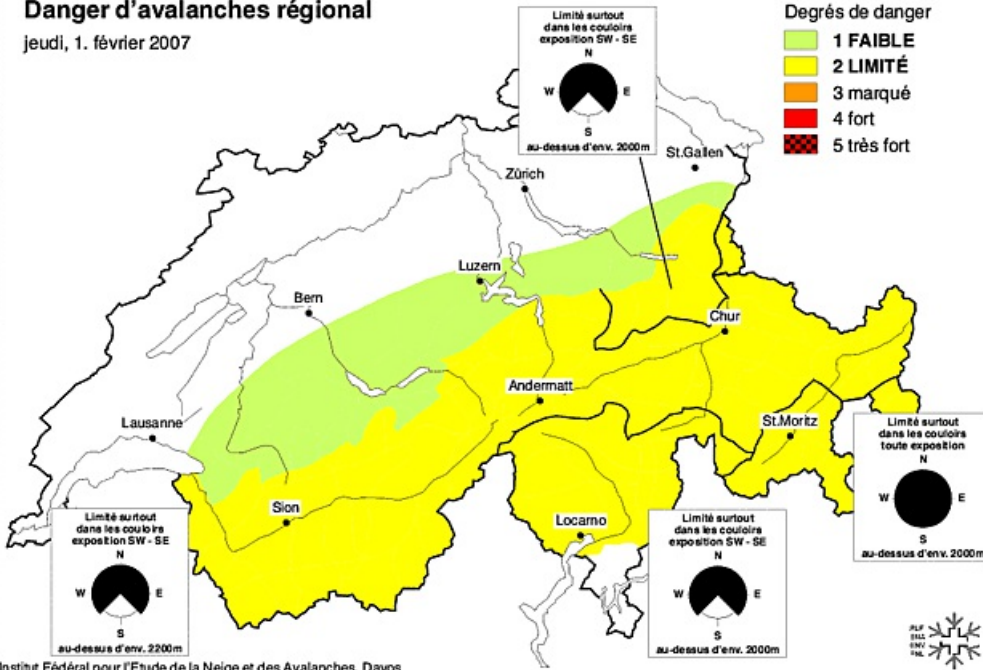 Danger d'avalanches régional
jeudi, 1. février 2007
Limité surtout
dans les couloirs
exposition SW - SE
N
W
E
S
au-dessus d'env. 2000m
Degrés de danger
1 FAIBLE
2 LIMITÉ
3 marqué
4 fort
5 très fort
St.Gallen
Zürich
Luzern
Bern
Chur
Andermatt
Lausanne
St.Moritz
Sion
Locarno
Limité surtout
dans les couloirs
toute exposition
N
W
E
S
au-dessus d'env. 2000m
Limité surtout
dans les couloirs
exposition SW - SE
N
W
E
S
au-dessus d'env. 2200m
Limité surtout
dans les couloirs
exposition SW - SE
N
W
E
S
au-dessus d'env. 2000m
SLF
ENA
ENV
SNL
Institut Fédéral pour l'Etude de la Neige et des Avalanches, Davos